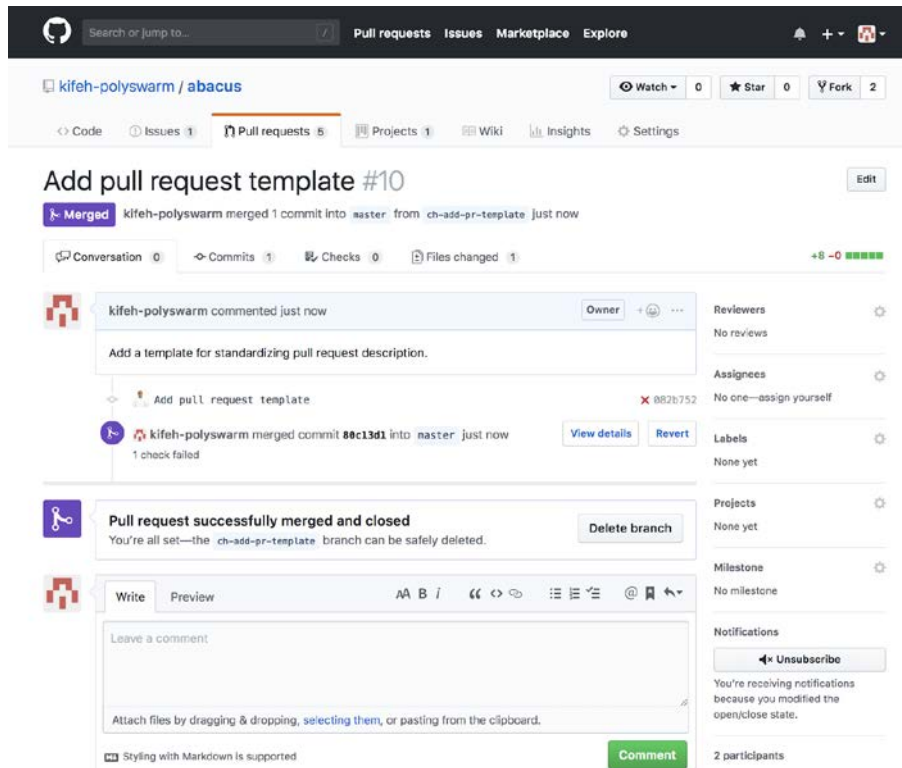 Search or jump to... /
Pull requests Issues Marketplace Explore
kifeh-polyswarm / abacus
Watch 0 Star 0 Fork 2
Code Issues 1 Pull requests 5 Projects 1 Wiki Insights Settings
Add pull request template #10
Edit
Merged kifeh-polyswarm merged 1 commit into master from ch-add-pr-template just now
Conversation 0 Commits 1 Checks 0 Files changed 1 +8 −0
kifeh-polyswarm commented just now Owner + ...
Add a template for standardizing pull request description.
Add pull request template 082b752
kifeh-polyswarm merged commit 80c13d1 into master just now View details Revert
1 check failed
Pull request successfully merged and closed
You're all set—the ch-add-pr-template branch can be safely deleted.
Delete branch
Write Preview AA B i
Leave a comment
Attach files by dragging & dropping, selecting them, or pasting from the clipboard.
Styling with Markdown is supported
Comment
Reviewers
No reviews
Assignees
No one—assign yourself
Labels
None yet
Projects
None yet
Milestone
No milestone
Notifications
Unsubscribe
You're receiving notifications
because you modified the
open/close state.
2 participants